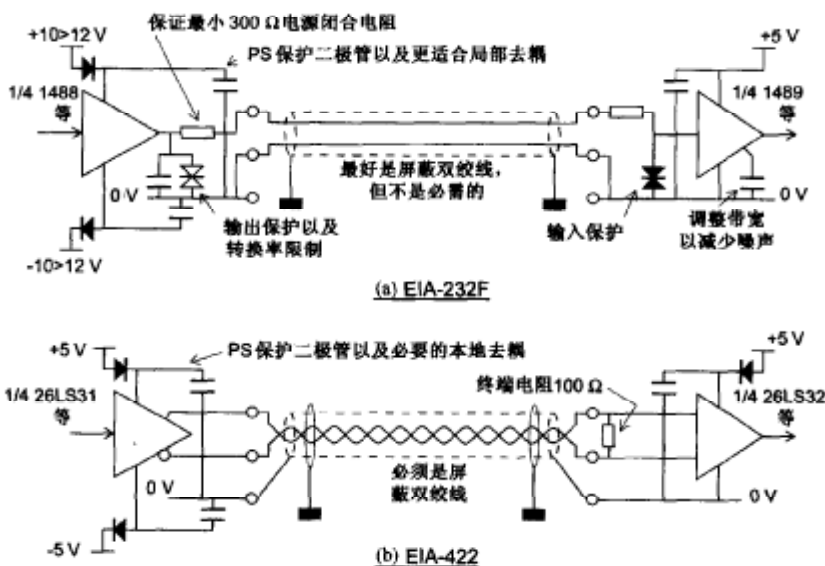 保证最小 300 Ω电源闭合电阻
+10>12 V
PS 保护二极管以及更适合局部去耦
+5 V
1/4 1488
等
1/4 1489
等
最好是屏蔽双绞线，
但不是必需的
0 V
0 V
输出保护以及
转换率限制
输入保护
调整带宽
以减少噪声
-10>12 V
(a) EIA-232F
+5 V
PS 保护二极管以及必要的本地去耦
+5 V
终端电阻100 Ω
1/4 26LS31
等
1/4 26LS32
等
必须是屏
蔽双绞线
0 V
0 V
-5 V
(b) EIA-422